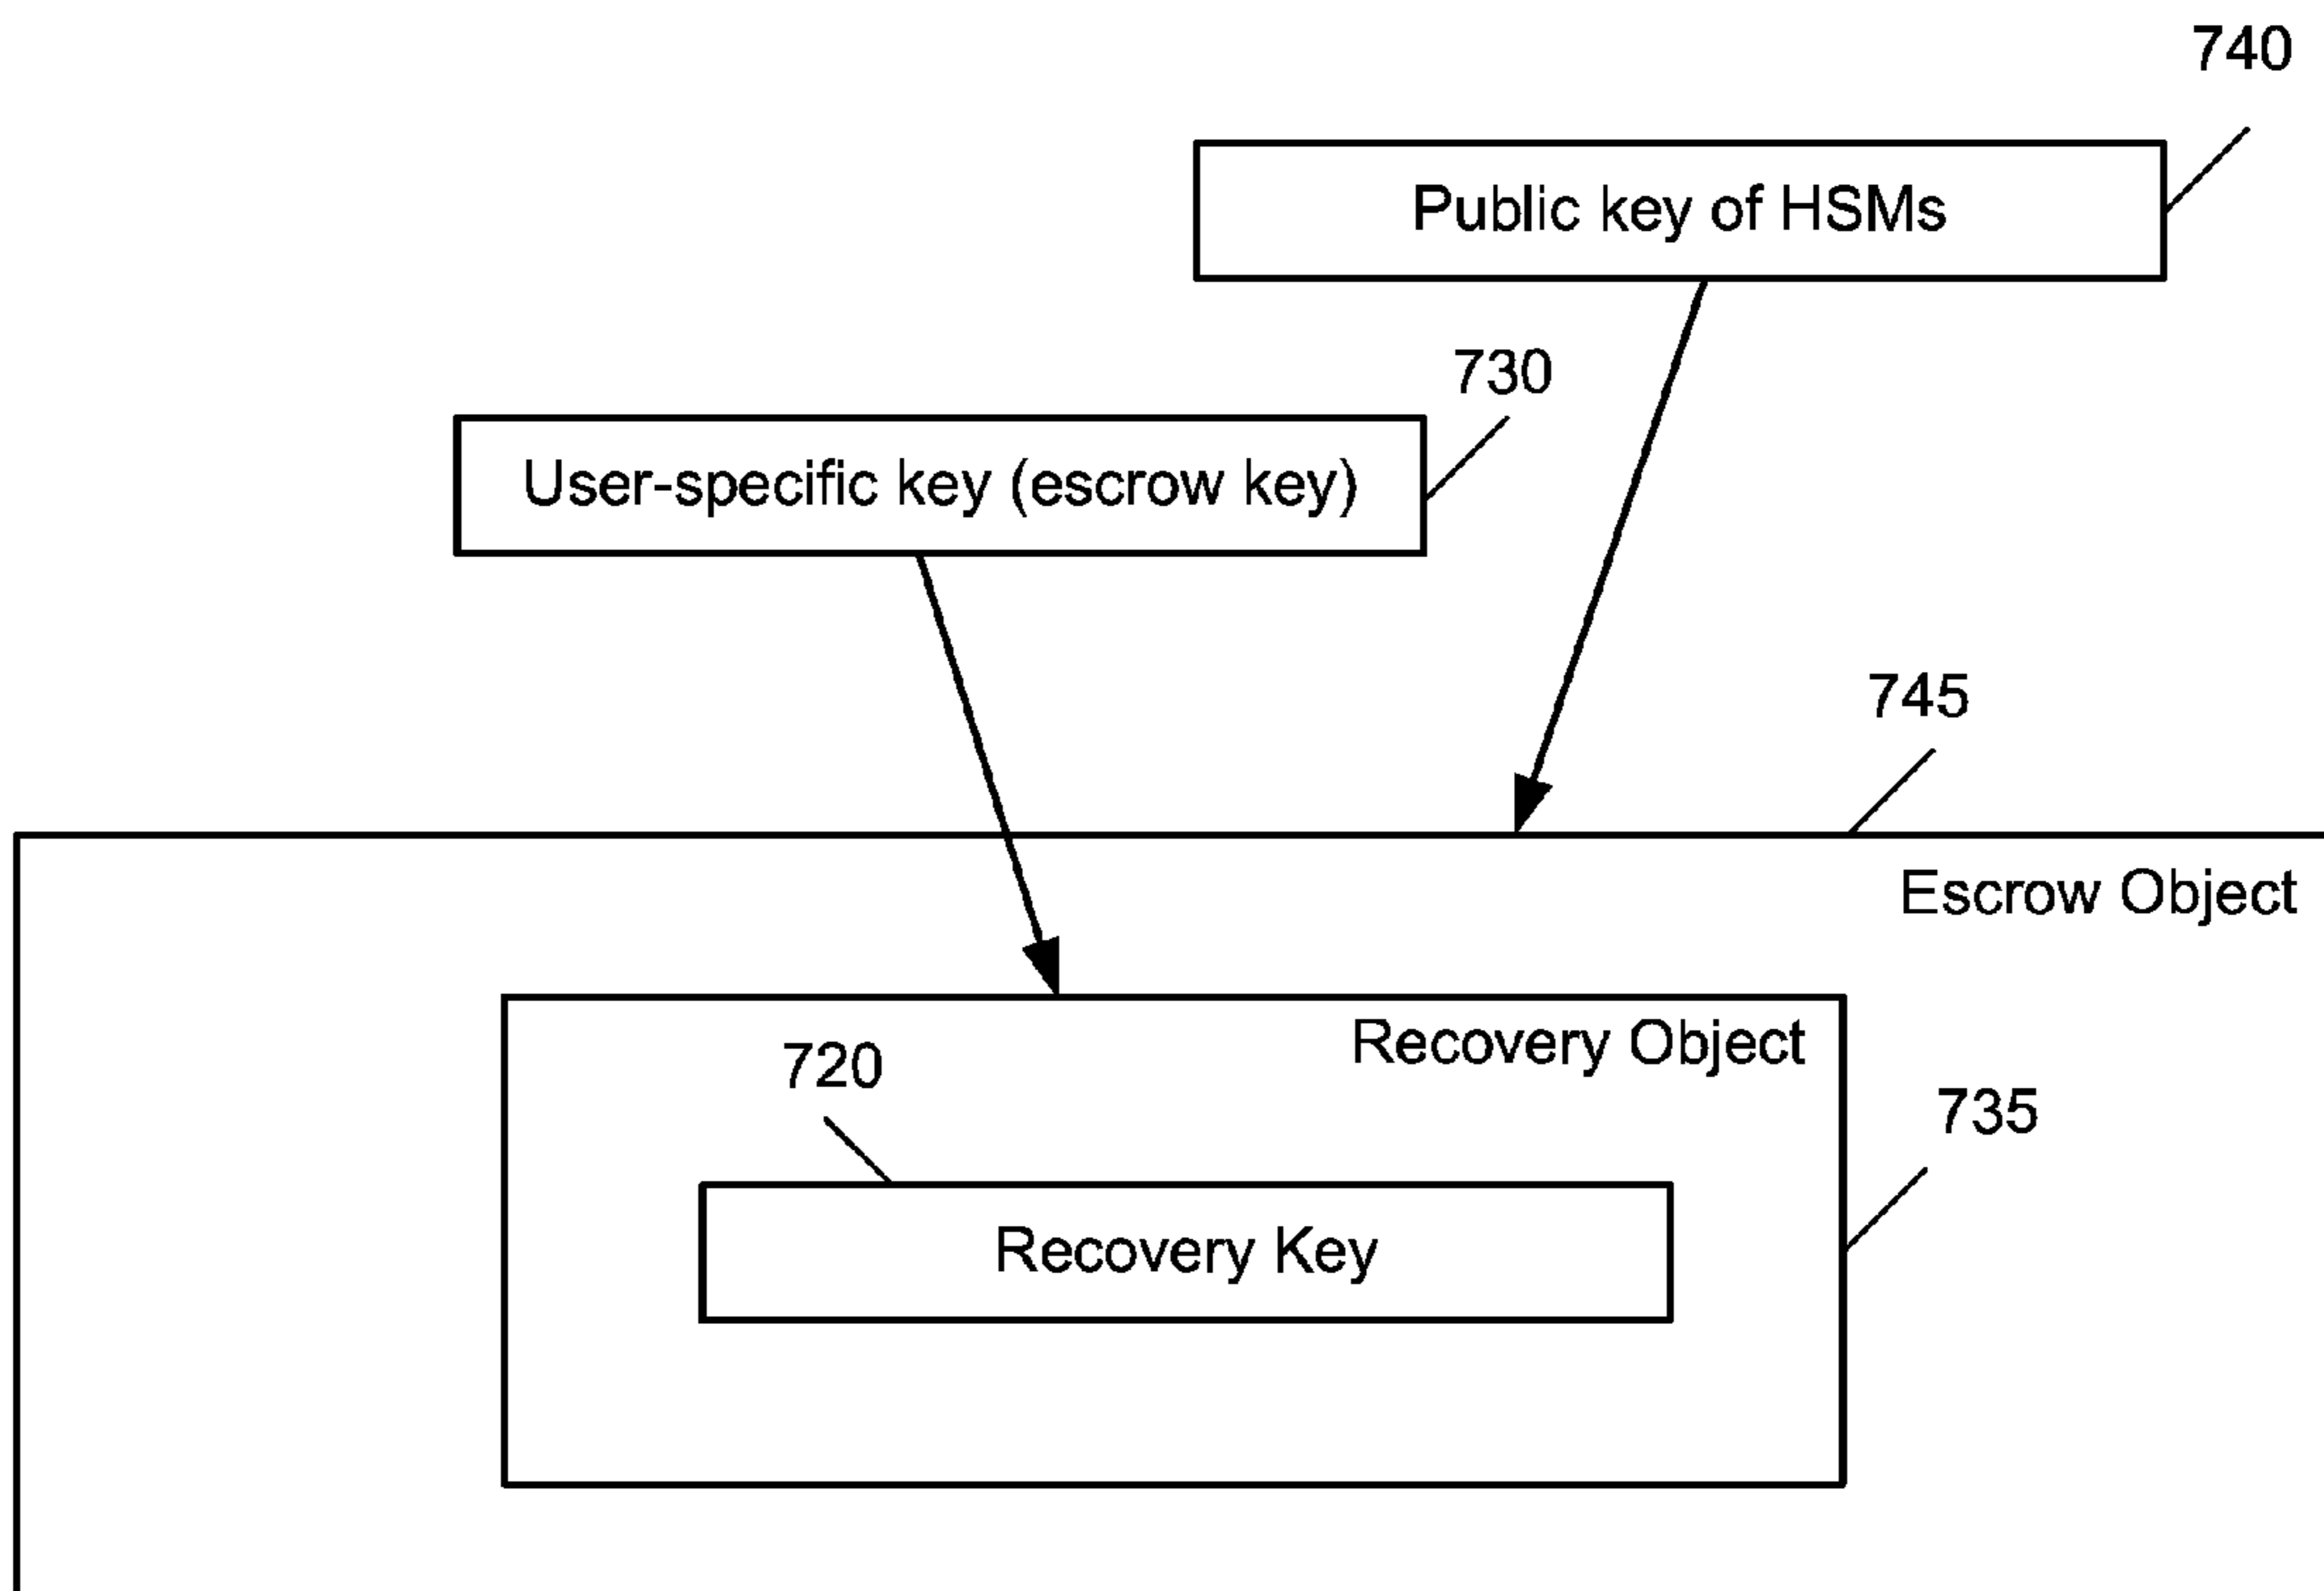 740
Public key of HSMs
730
User-specific key (escrow key)
745
Escrow Object
Recovery Object
720
735
Recovery Key